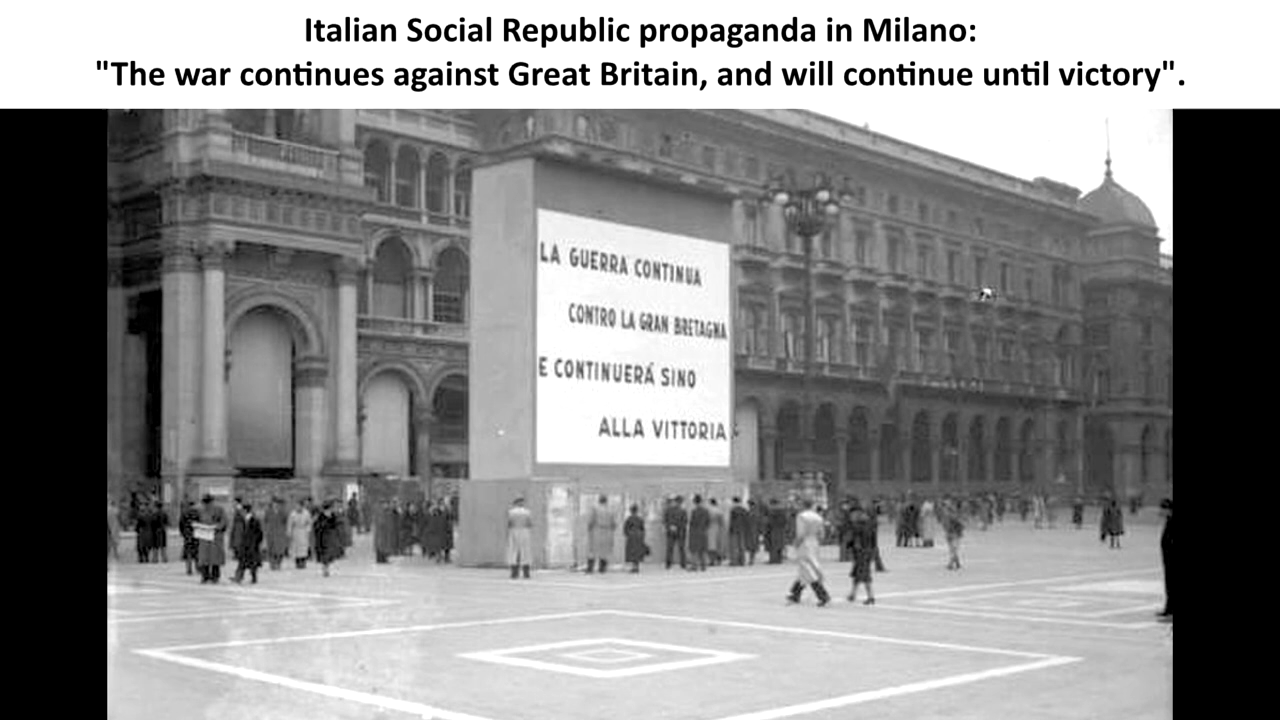 Italian Social Republic propaganda in Milano:
"The war continues against Great Britain, and will continue until victory".
LA GUERRA CONTINUA
CONTRO LA GRAN BRETAGNA
E CONTINUERÁ SINO
ALLA VITTORIA